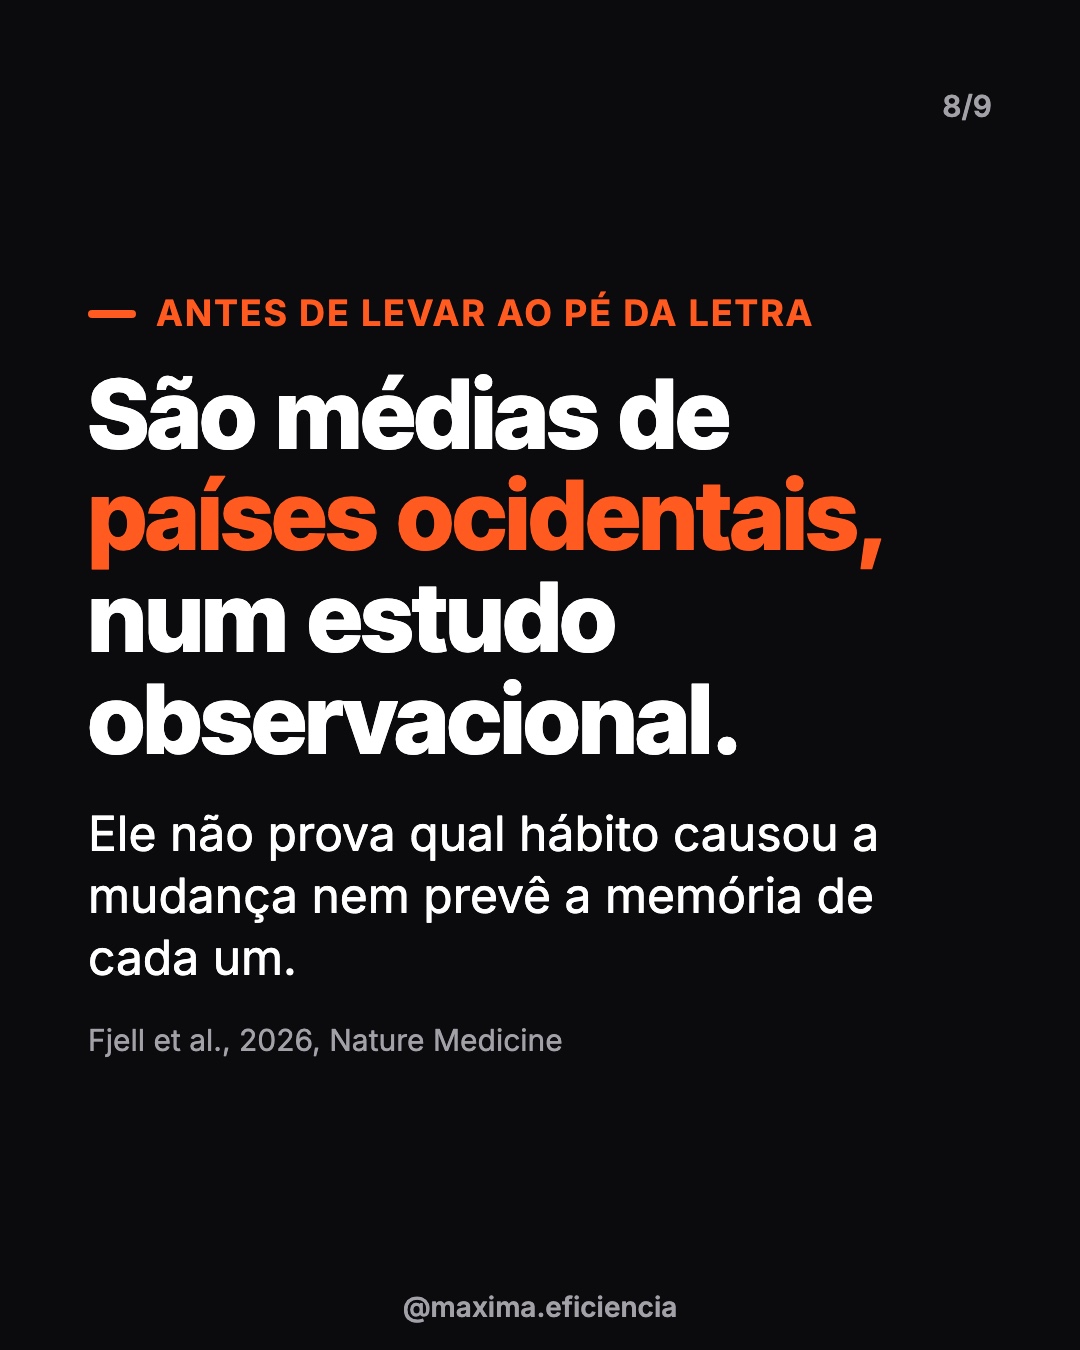 8/9
ANTES DE LEVAR AO PÉ DA LETRA
São médias de
países ocidentais,
num estudo
observacional.
Ele não prova qual hábito causou a
mudança nem prevê a memória de
cada um.
Fjell et al., 2026, Nature Medicine
@maxima.eficiencia